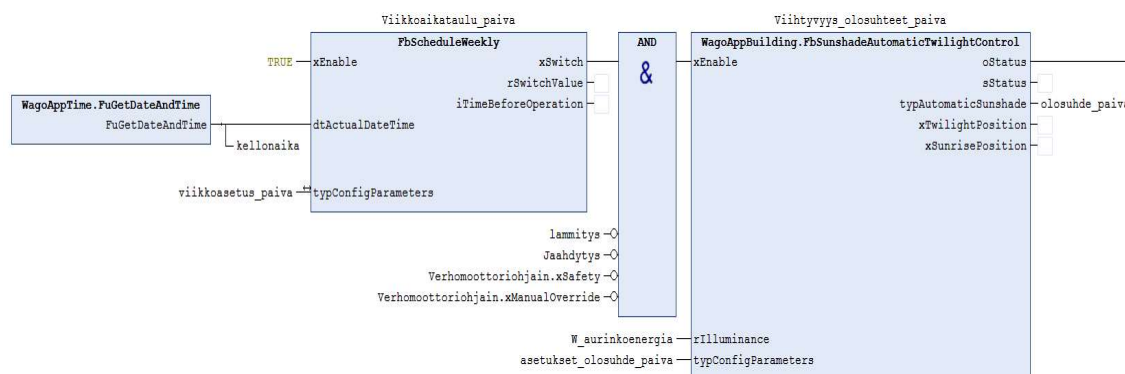 Viikkoaikataulu_paiva
Viihtyvyys_olosuhteet_paiva
FbScheduleWeekly
AND
WagoAppBuilding.FbSunshadeAutomaticTwilightControl
TRUE
xEnable
xSwitch
&
xEnable
oStatus
rSwitchValue
sStatus
WagoAppTime.FuGetDateAndTime
iTimeBeforeOperation
typAutomaticSunshade
olosuhde_paiva
FuGetDateAndTime
dtActualDateTime
xTwilightPosition
kellonaika
xSunrisePosition
viikkoasetus_paiva
typConfigParameters
lammitys
Jaahdytys
Verhomoottoriohjain.xSafety
Verhomoottoriohjain.xManualOverride
W_aurinkoenergia
rIlluminance
asetukset_olosuhde_paiva
typConfigParameters